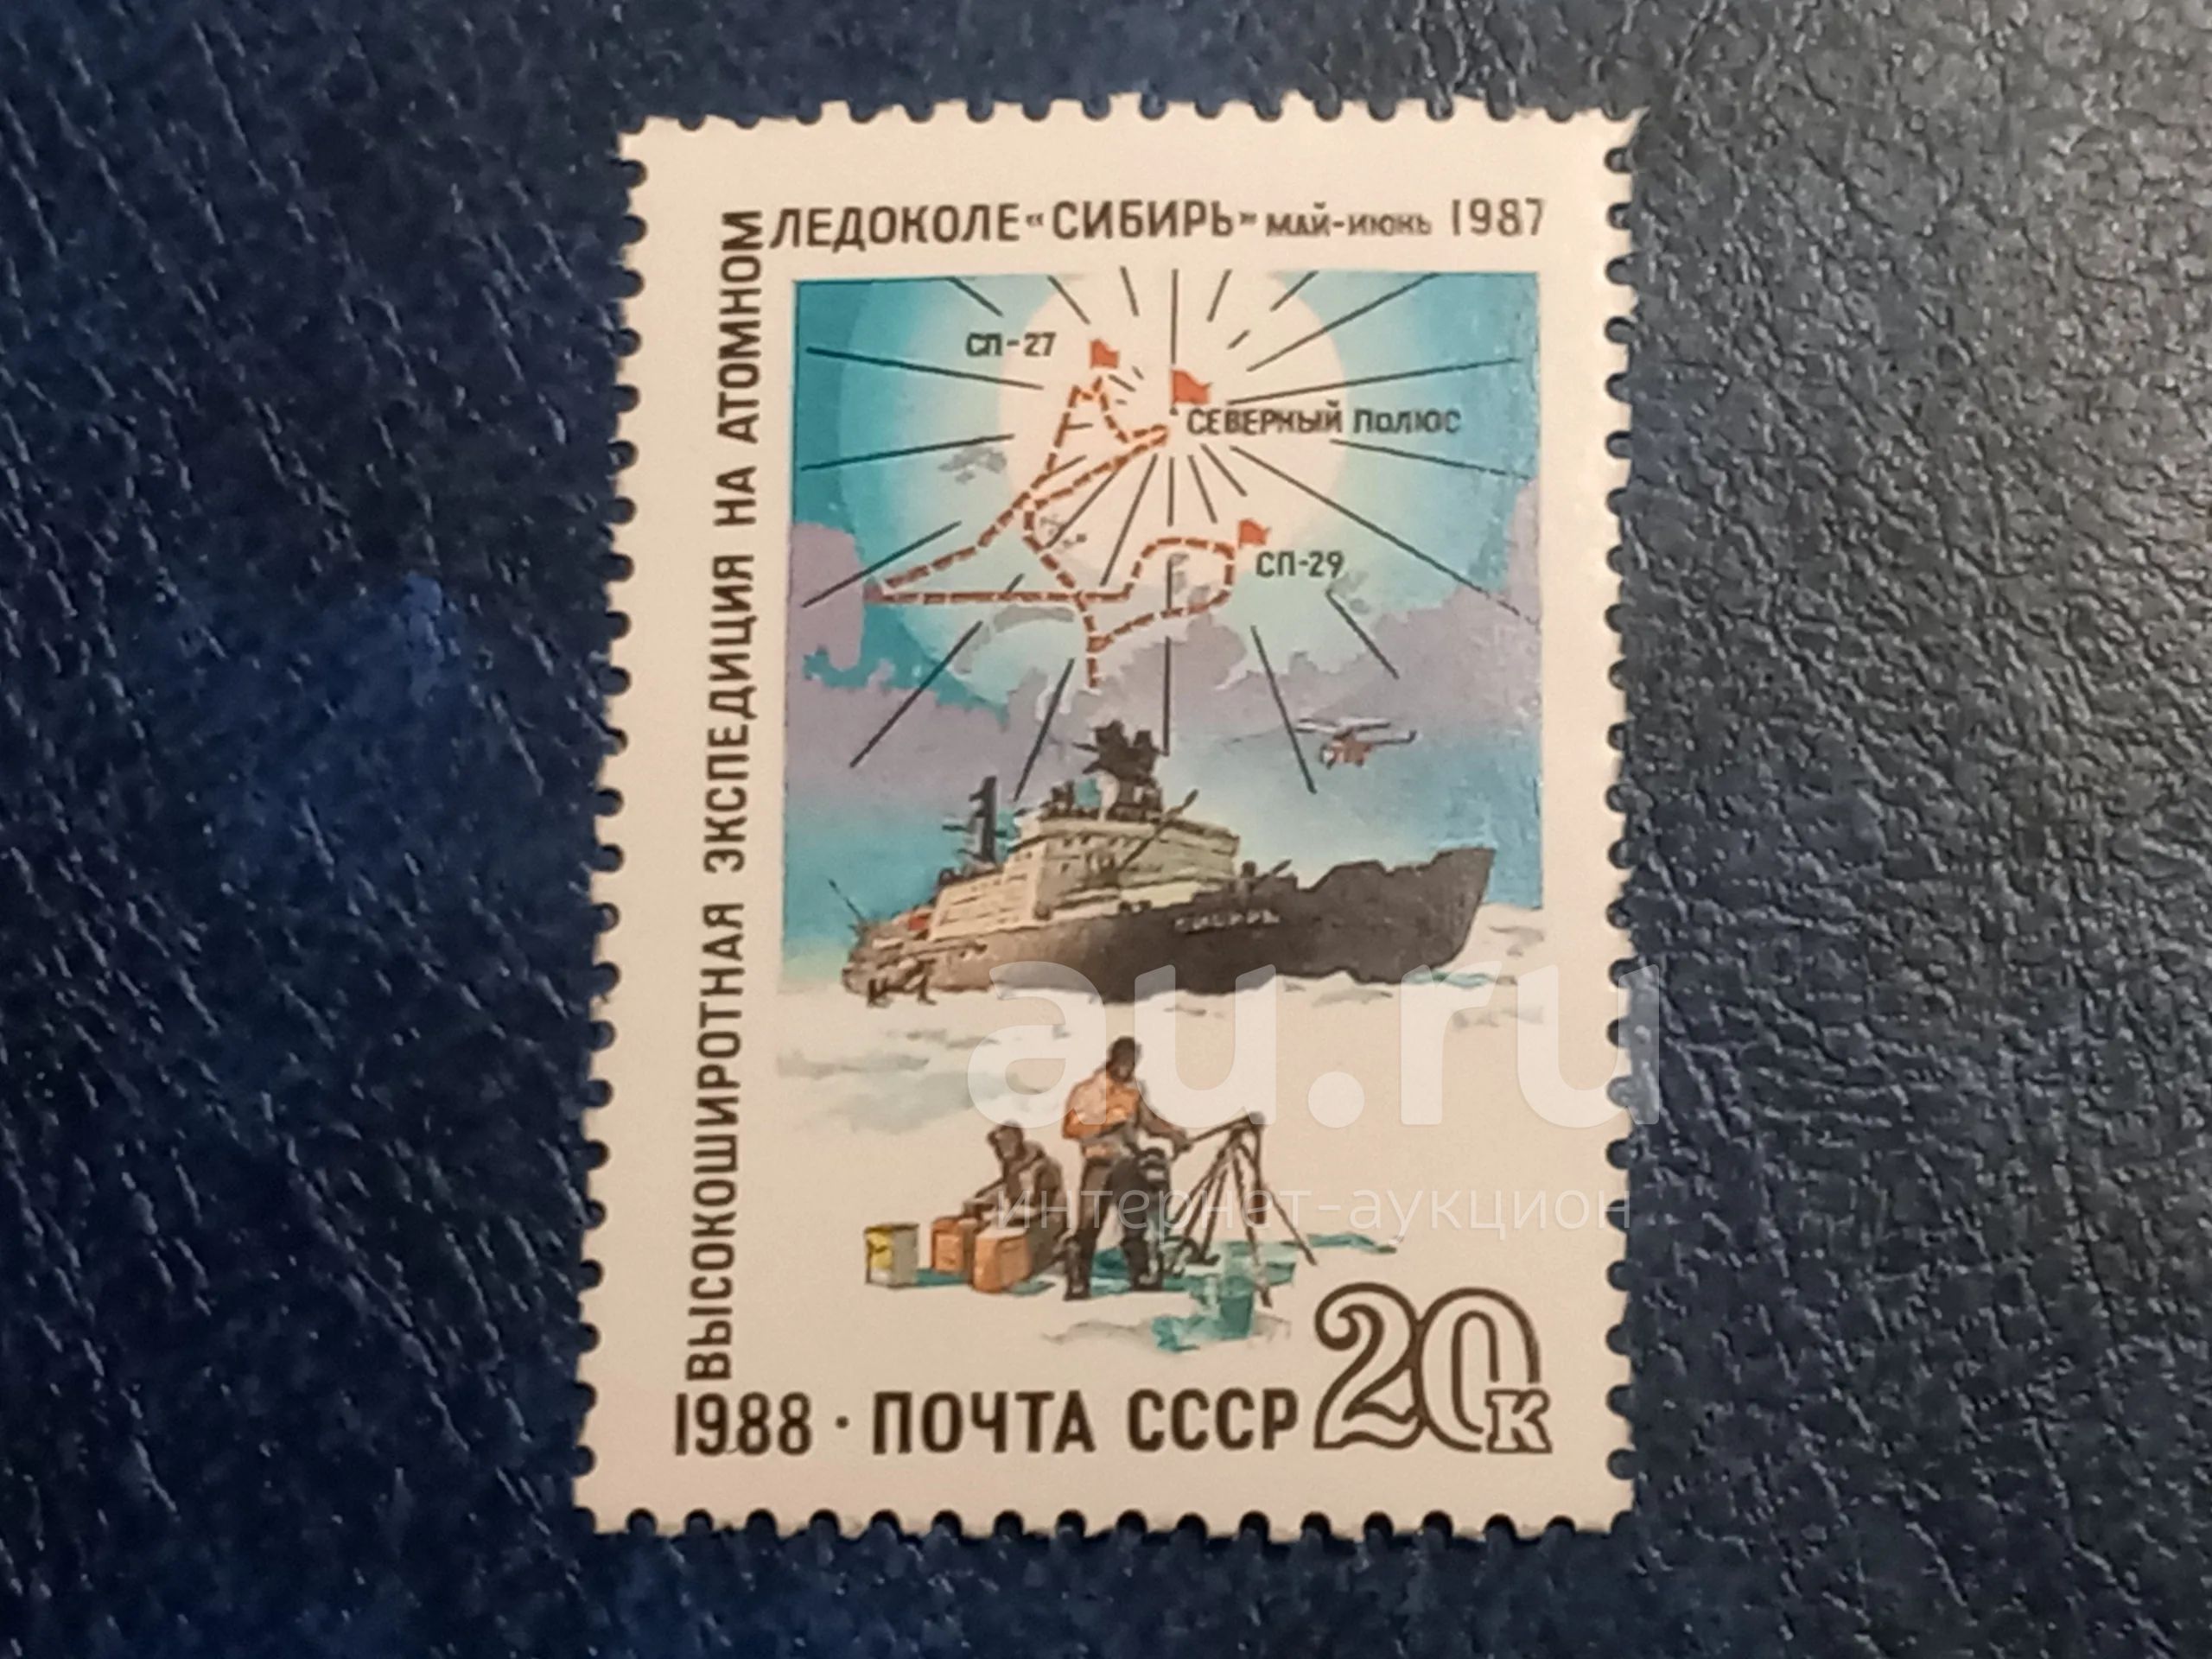 ВЫСОКОШИРОТНАЯ ЭКСПЕДИЦИЯ НА АТОМНОМ
ЛЕДОКОЛЕ «СИБИРЬ» МАЙ-ИЮНЬ 1987
СП-27
СЕВЕРНЫЙ ПОЛЮС
СП-29
СИБИРЬ
au.ru
интернет-аукцион
1988 · ПОЧТА СССР 20 к